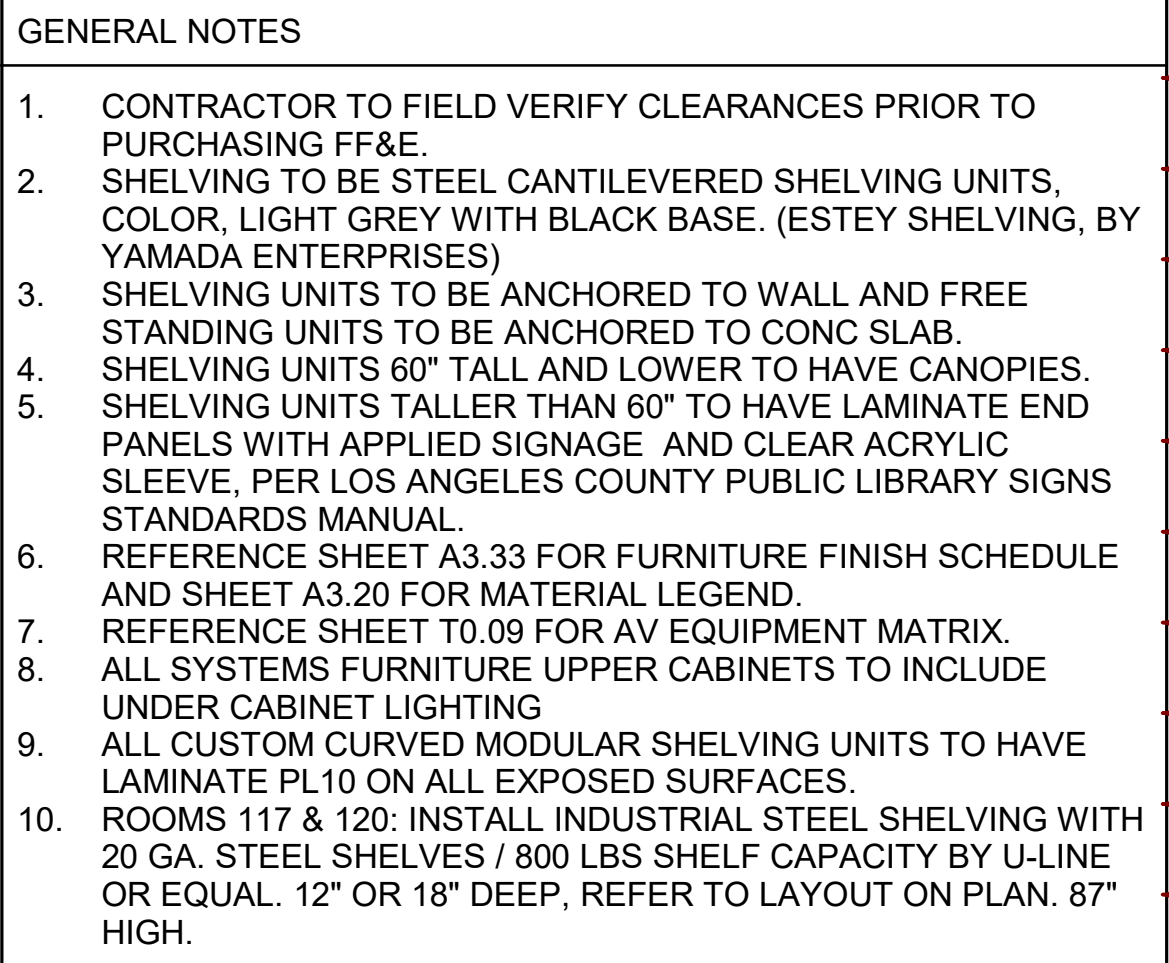 GENERAL NOTES
1. CONTRACTOR TO FIELD VERIFY CLEARANCES PRIOR TO
PURCHASING FF&E.
2. SHELVING TO BE STEEL CANTILEVERED SHELVING UNITS,
COLOR, LIGHT GREY WITH BLACK BASE. (ESTEY SHELVING, BY
YAMADA ENTERPRISES)
3. SHELVING UNITS TO BE ANCHORED TO WALL AND FREE
STANDING UNITS TO BE ANCHORED TO CONC SLAB.
4. SHELVING UNITS 60" TALL AND LOWER TO HAVE CANOPIES.
5. SHELVING UNITS TALLER THAN 60" TO HAVE LAMINATE END
PANELS WITH APPLIED SIGNAGE AND CLEAR ACRYLIC
SLEEVE, PER LOS ANGELES COUNTY PUBLIC LIBRARY SIGNS
STANDARDS MANUAL.
6. REFERENCE SHEET A3.33 FOR FURNITURE FINISH SCHEDULE
AND SHEET A3.20 FOR MATERIAL LEGEND.
7. REFERENCE SHEET T0.09 FOR AV EQUIPMENT MATRIX.
8. ALL SYSTEMS FURNITURE UPPER CABINETS TO INCLUDE
UNDER CABINET LIGHTING
9. ALL CUSTOM CURVED MODULAR SHELVING UNITS TO HAVE
LAMINATE PL10 ON ALL EXPOSED SURFACES.
10. ROOMS 117 & 120: INSTALL INDUSTRIAL STEEL SHELVING WITH
20 GA. STEEL SHELVES / 800 LBS SHELF CAPACITY BY U-LINE
OR EQUAL. 12" OR 18" DEEP, REFER TO LAYOUT ON PLAN. 87"
HIGH.